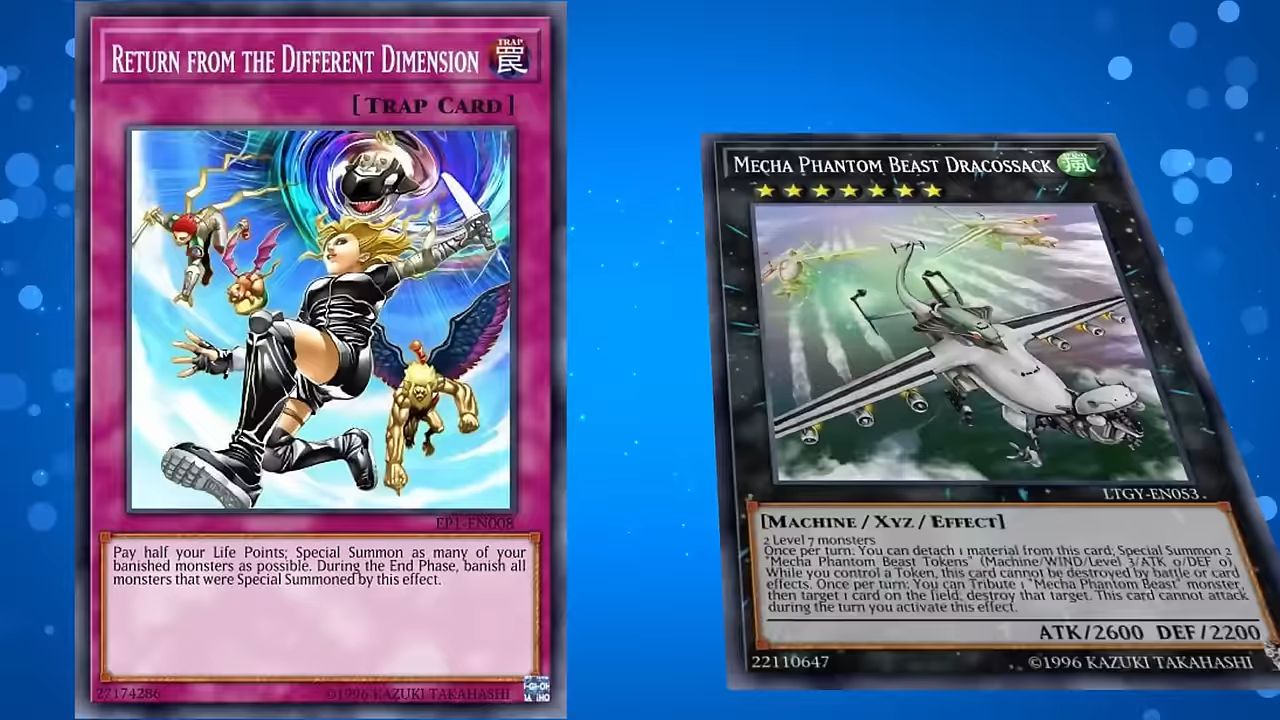 RETURN FROM THE DIFFERENT DIMENSION
TRAP
罠
[TRAP CARD]
EP1-EN008
Pay half your Life Points; Special Summon as many of your
banished monsters as possible. During the End Phase, banish all
monsters that were Special Summoned by this effect.
27174286
©1996 KAZUKI TAKAHASHI
MECHA PHANTOM BEAST DRACOSSACK
WIND
風
LTGY-EN053
[MACHINE / XYZ / EFFECT]
2 Level 7 monsters
Once per turn: You can detach 1 material from this card; Special Summon 2
"Mecha Phantom Beast Tokens" (Machine/WIND/Level 3/ATK 0/DEF 0).
While you control a Token, this card cannot be destroyed by battle or card
effects. Once per turn: You can Tribute 1 "Mecha Phantom Beast" monster,
then target 1 card on the field; destroy that target. This card cannot attack
during the turn you activate this effect.
ATK/2600 DEF/2200
22110647
©1996 KAZUKI TAKAHASHI